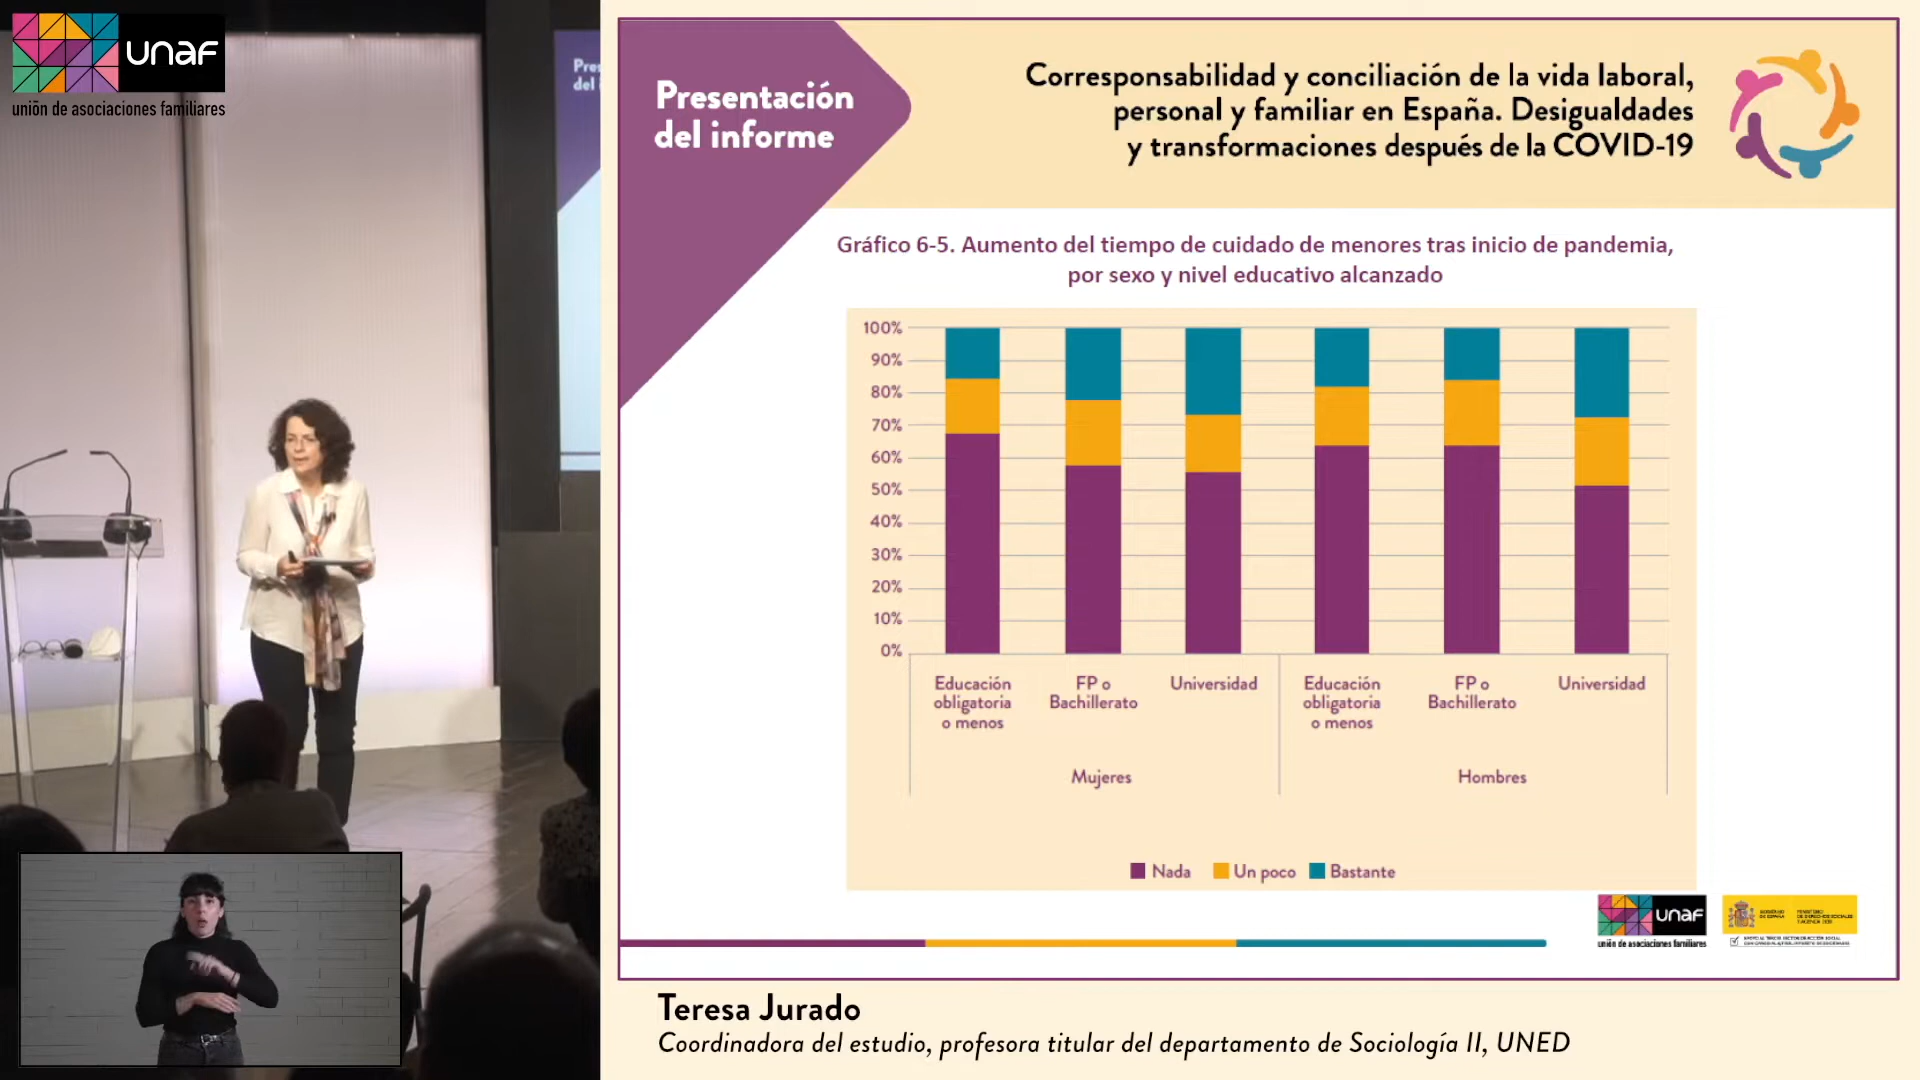 unaf
unión de asociaciones familiares
Pres
del i
Presentación
del informe
Corresponsabilidad y conciliación de la vida laboral,
personal y familiar en España. Desigualdades
y transformaciones después de la COVID-19
Gráfico 6-5. Aumento del tiempo de cuidado de menores tras inicio de pandemia,
por sexo y nivel educativo alcanzado
100%
90%
80%
70%
60%
50%
40%
30%
20%
10%
0%
Educación
obligatoria
o menos
FP o
Bachillerato
Universidad
Educación
obligatoria
o menos
FP o
Bachillerato
Universidad
Mujeres
Hombres
Nada
Un poco
Bastante
unaf
unión de asociaciones familiares
Teresa Jurado
Coordinadora del estudio, profesora titular del departamento de Sociología II, UNED